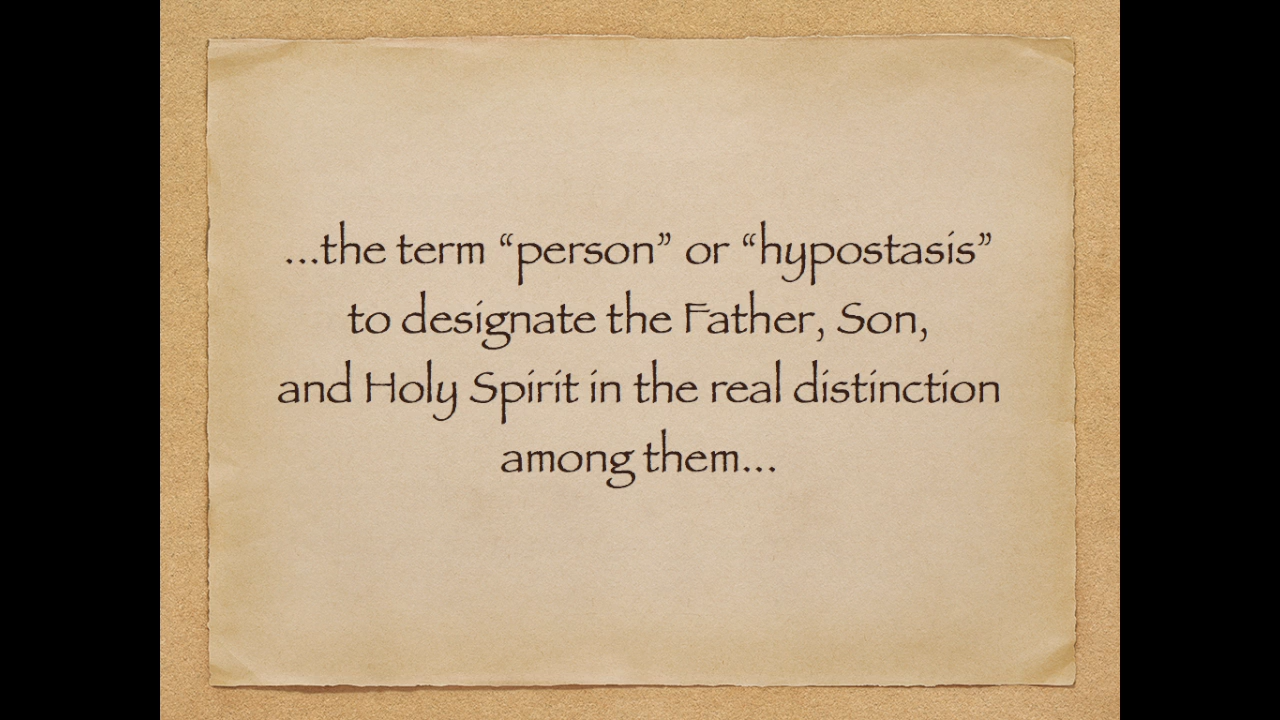 ...the term “person” or “hypostasis”
to designate the Father, Son,
and Holy Spirit in the real distinction
among them...